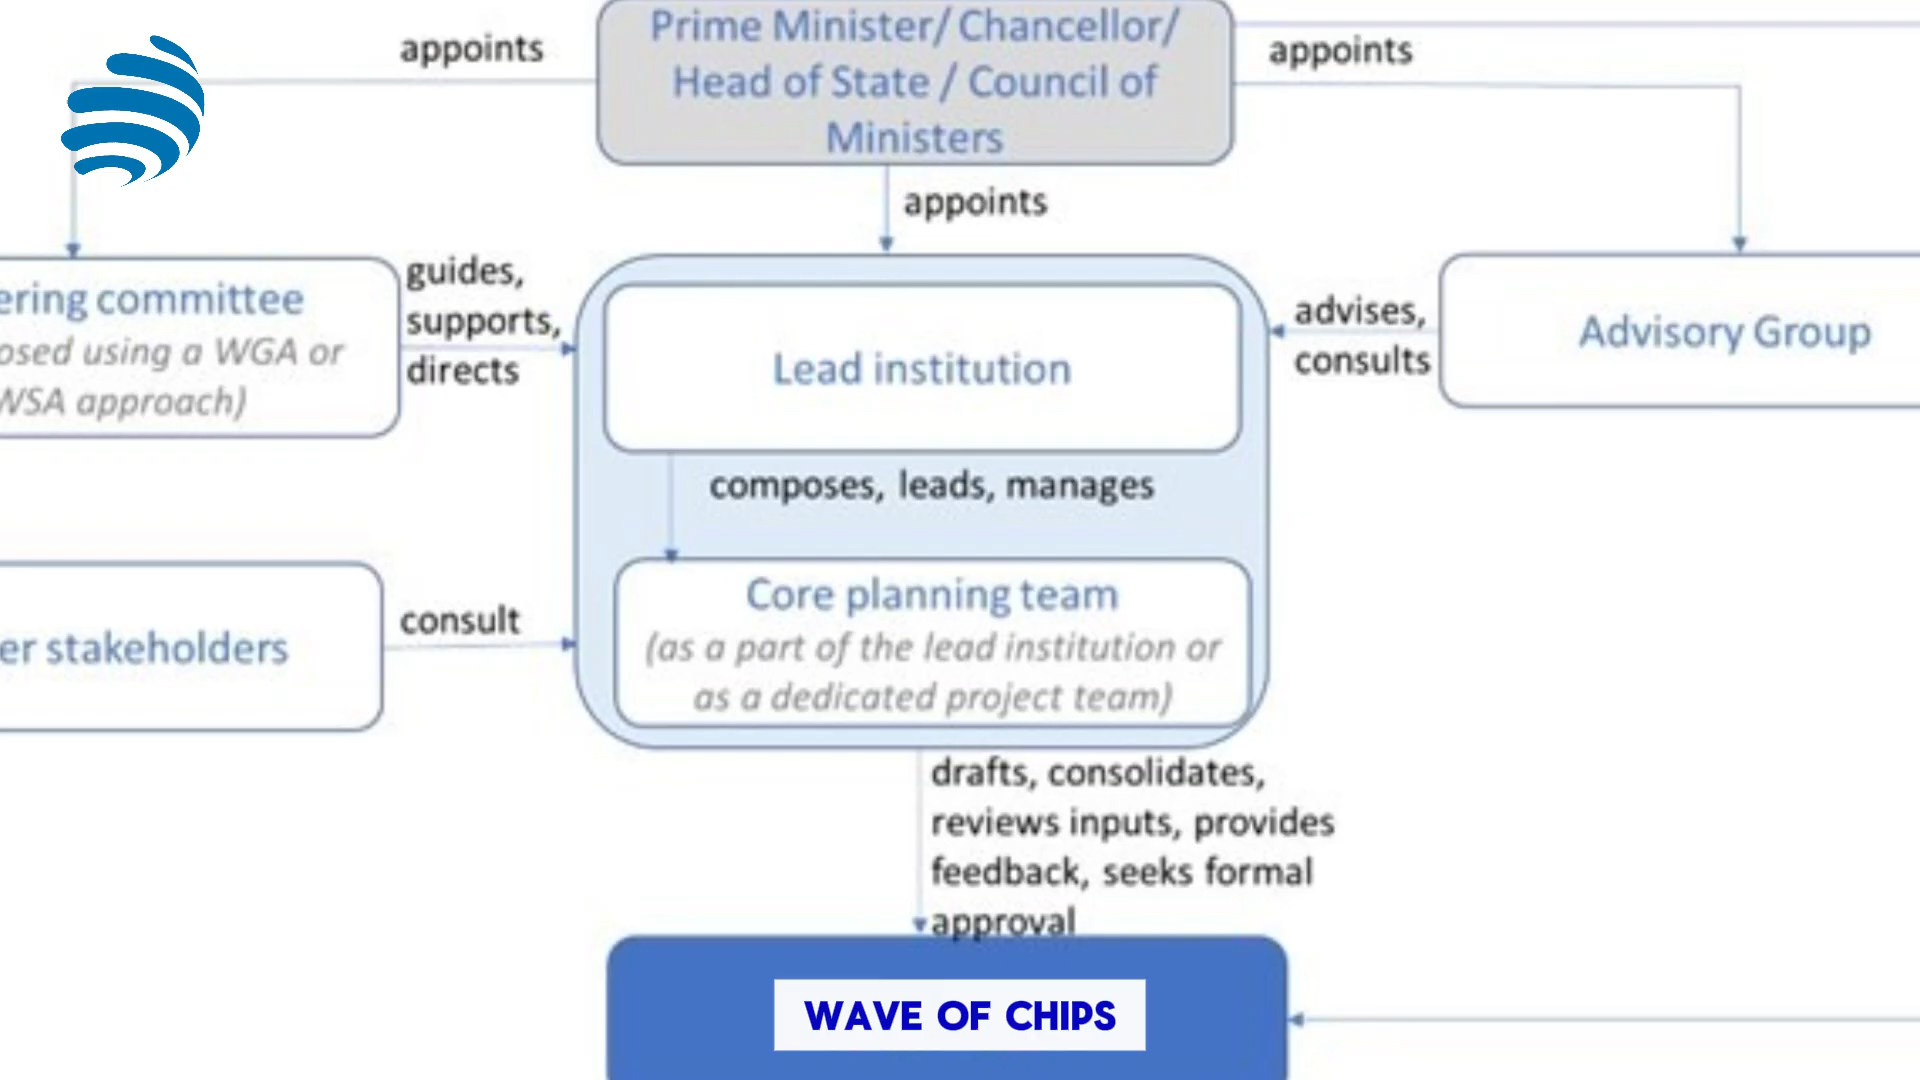 Prime Minister/ Chancellor/
Head of State / Council of
Ministers
appoints
appoints
appoints
ering committee
osed using a WGA or
WSA approach)
guides,
supports,
directs
Lead institution
advises,
consults
Advisory Group
composes, leads, manages
er stakeholders
consult
Core planning team
(as a part of the lead institution or
as a dedicated project team)
drafts, consolidates,
reviews inputs, provides
feedback, seeks formal
approval
WAVE OF CHIPS